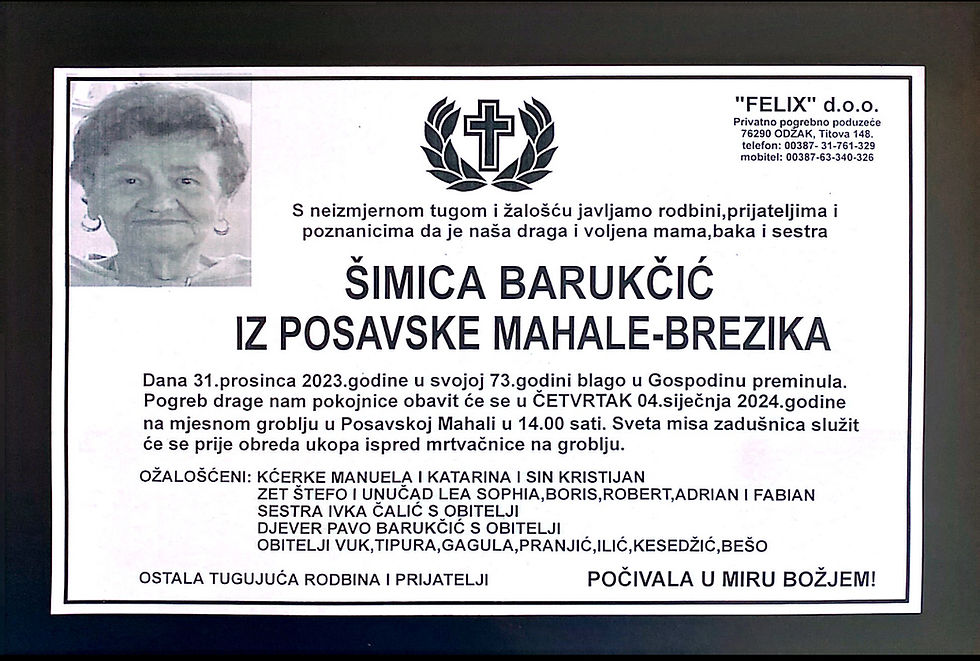 "FELIX" d.o.o.
Privatno pogrebno poduzeće
76290 ODŽAK, Titova 148.
telefon: 00387- 31-761-329
mobitel: 00387-63-340-326
S neizmjernom tugom i žalošću javljamo rodbini,prijateljima i
poznanicima da je naša draga i voljena mama,baka i sestra
ŠIMICA BARUKČIĆ
IZ POSAVSKE MAHALE-BREZIKA
Dana 31.prosinca 2023.godine u svojoj 73.godini blago u Gospodinu preminula.
Pogreb drage nam pokojnice obavit će se u ČETVRTAK 04.siječnja 2024.godine
na mjesnom groblju u Posavskoj Mahali u 14.00 sati. Sveta misa zadušnica služit
će se prije obreda ukopa ispred mrtvačnice na groblju.
OŽALOŠĆENI: KĆERKE MANUELA I KATARINA I SIN KRISTIJAN
ZET ŠTEFO I UNUČAD LEA SOPHIA,BORIS,ROBERT,ADRIAN I FABIAN
SESTRA IVKA ČALIĆ S OBITELJI
DJEVER PAVO BARUKČIĆ S OBITELJI
OBITELJI VUK,TIPURA,GAGULA,PRANJIĆ,ILIĆ,KESEDŽIĆ,BEŠO
OSTALA TUGUJUĆA RODBINA I PRIJATELJI
POČIVALA U MIRU BOŽJEM!